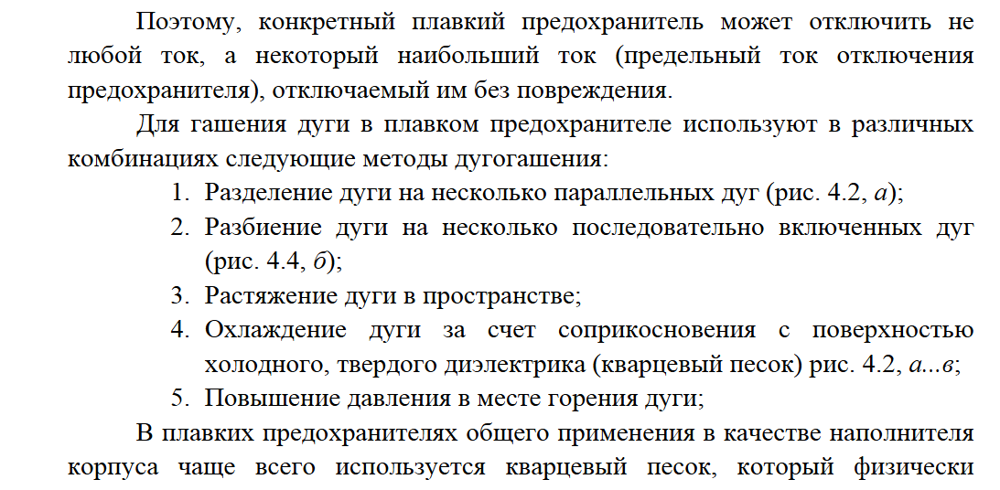 Поэтому, конкретный плавкий предохранитель может отключить не
любой ток, а некоторый наибольший ток (предельный ток отключения
предохранителя), отключаемый им без повреждения.
Для гашения дуги в плавком предохранителе используют в различных
комбинациях следующие методы дугогашения:
1. Разделение дуги на несколько параллельных дуг (рис. 4.2, а);
2. Разбиение дуги на несколько последовательно включенных дуг
(рис. 4.4, б);
3. Растяжение дуги в пространстве;
4. Охлаждение дуги за счет соприкосновения с поверхностью
холодного, твердого диэлектрика (кварцевый песок) рис. 4.2, а...в;
5. Повышение давления в месте горения дуги;
В плавких предохранителях общего применения в качестве наполнителя
корпуса чаще всего используется кварцевый песок, который физически